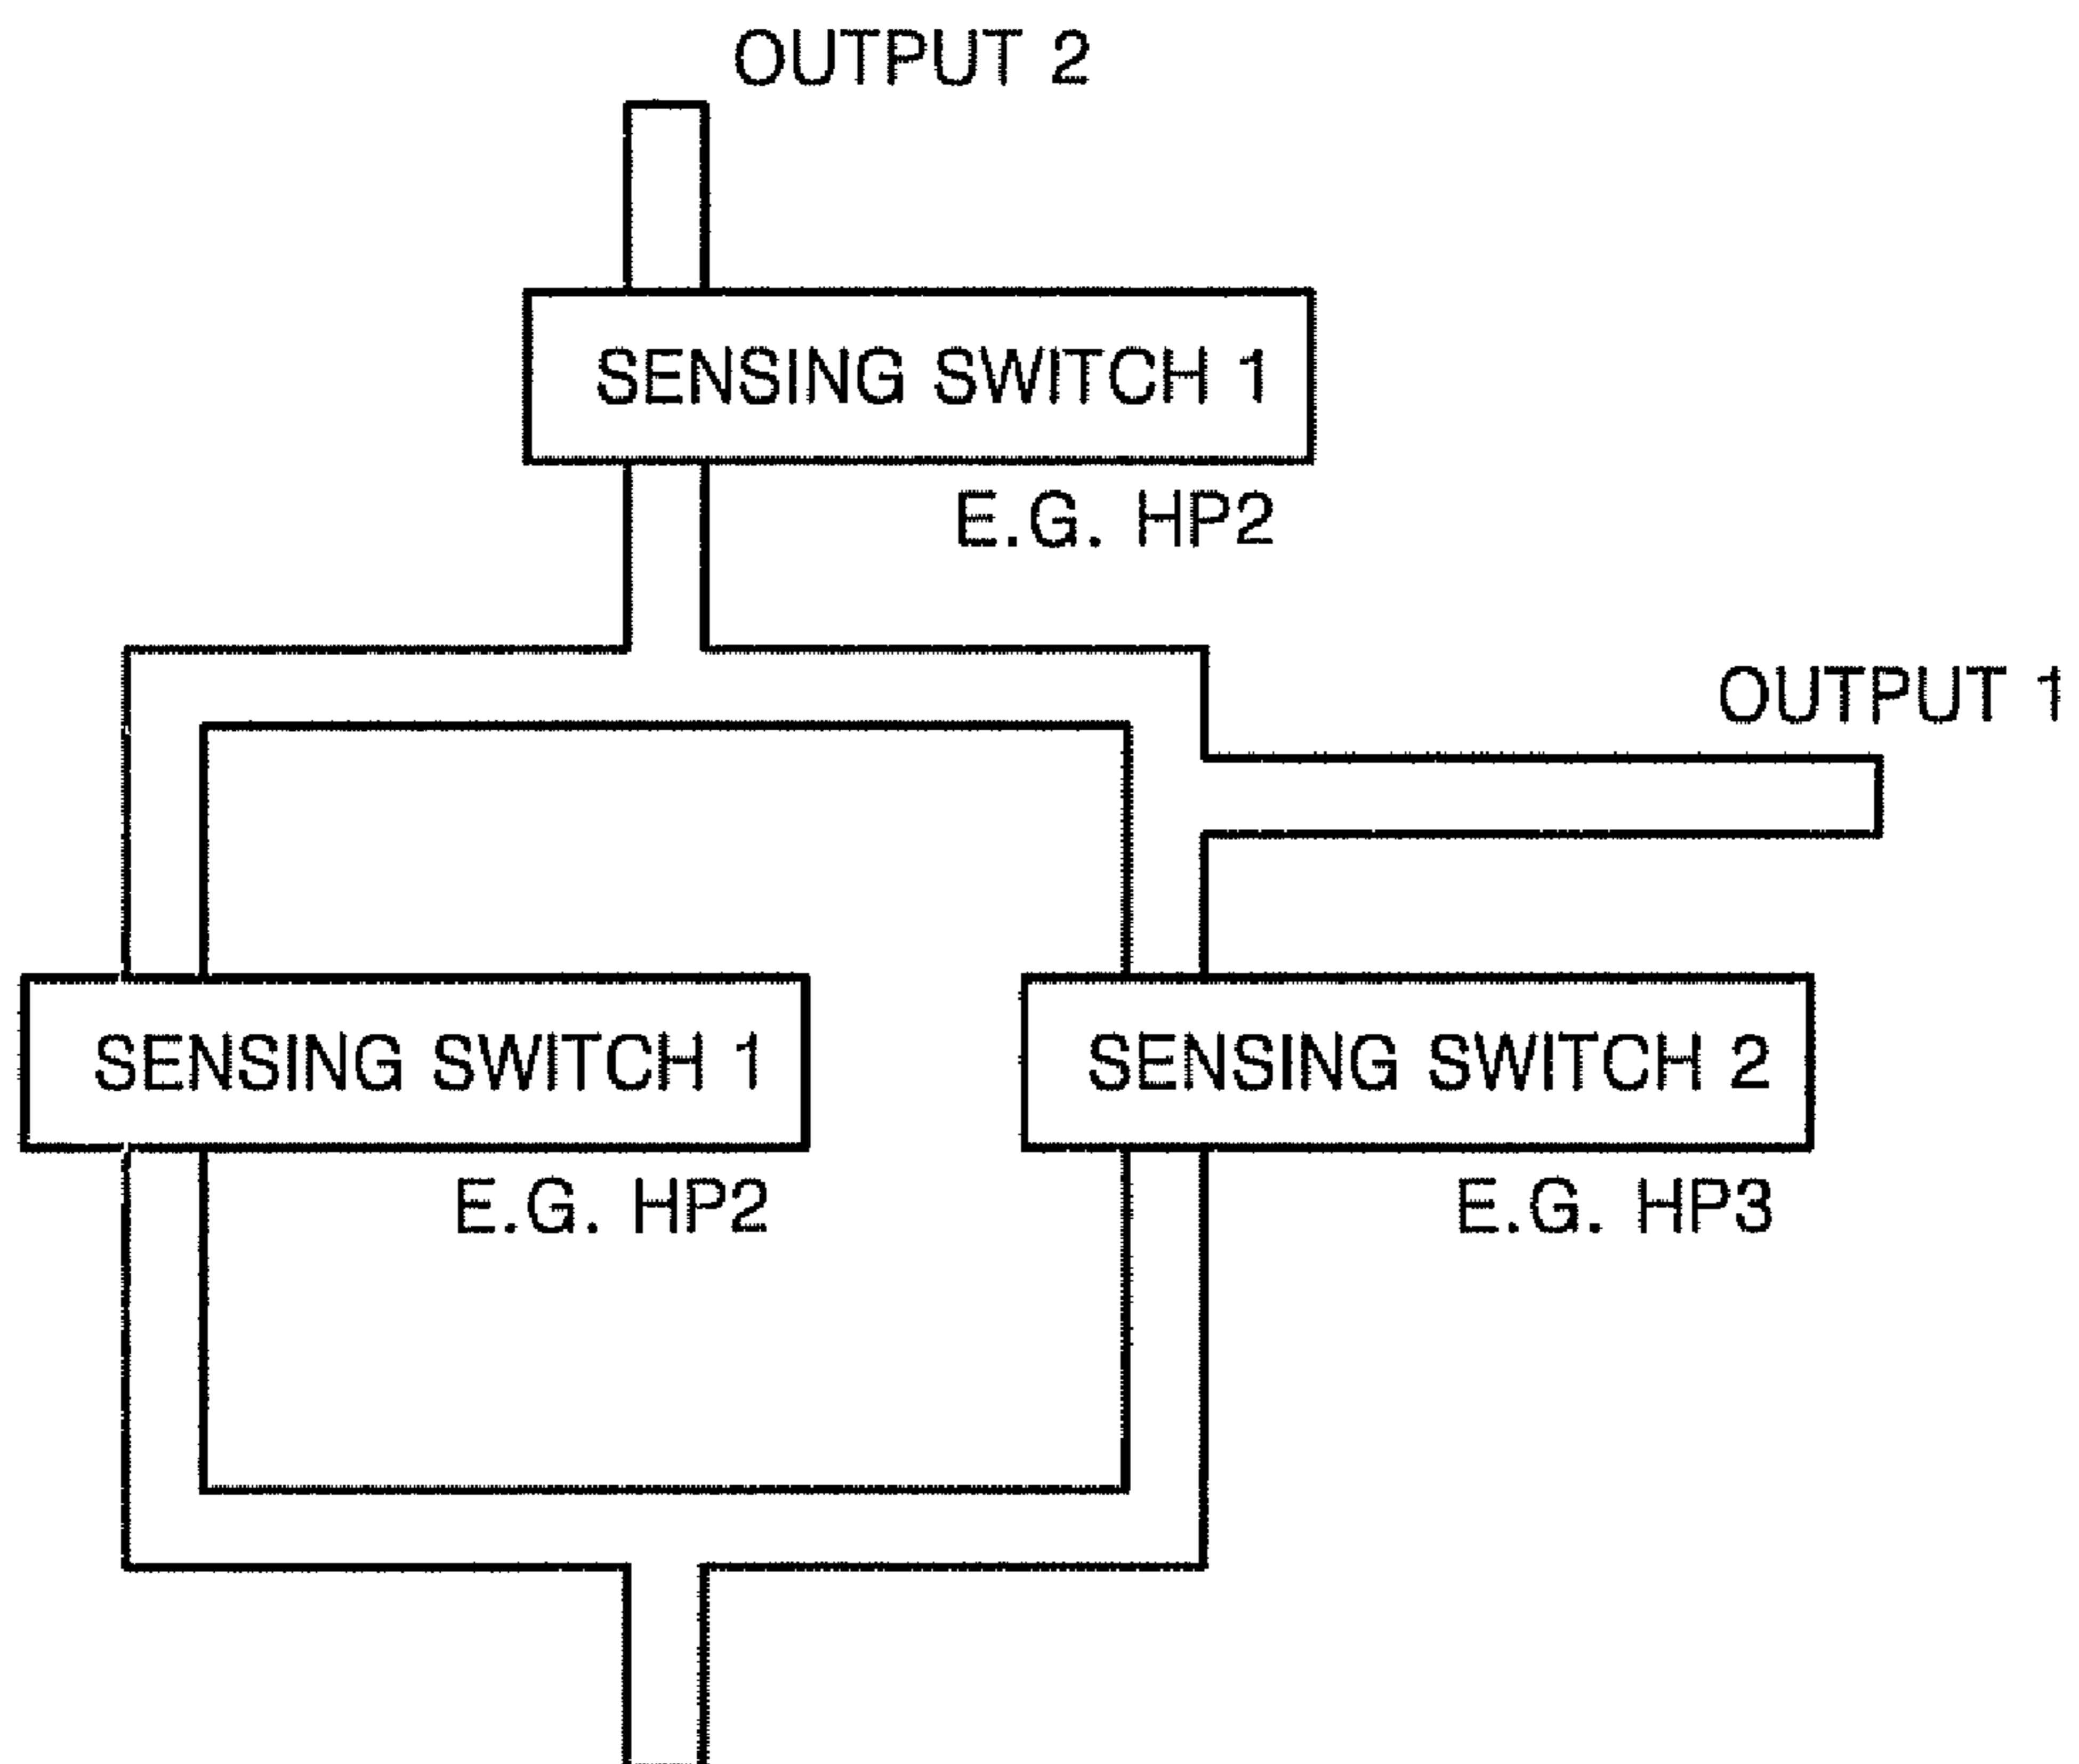 OUTPUT 2
SENSING SWITCH 1
E.G. HP2
OUTPUT 1
SENSING SWITCH 1
SENSING SWITCH 2
E.G. HP2
E.G. HP3